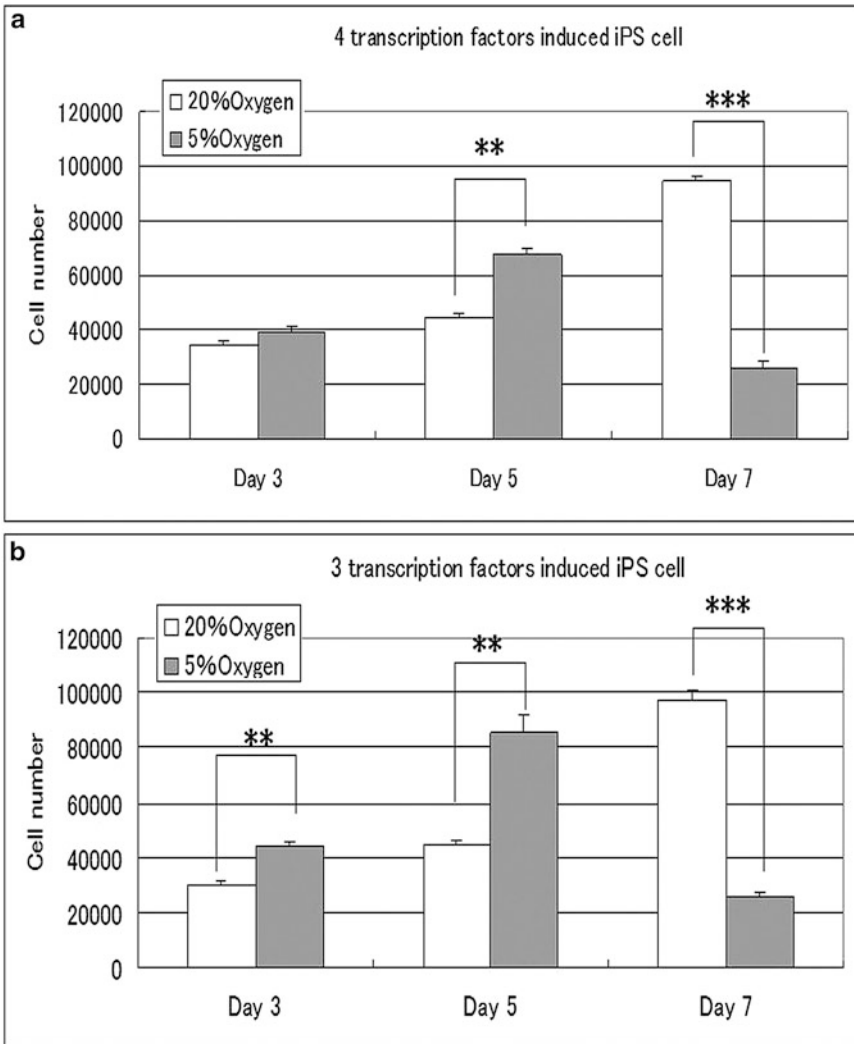 a
4 transcription factors induced iPS cell
20%Oxygen
5%Oxygen
**
***
Cell number
120000
100000
80000
60000
40000
20000
0
Day 3
Day 5
Day 7
b
3 transcription factors induced iPS cell
20%Oxygen
5%Oxygen
**
**
***
Cell number
120000
100000
80000
60000
40000
20000
0
Day 3
Day 5
Day 7